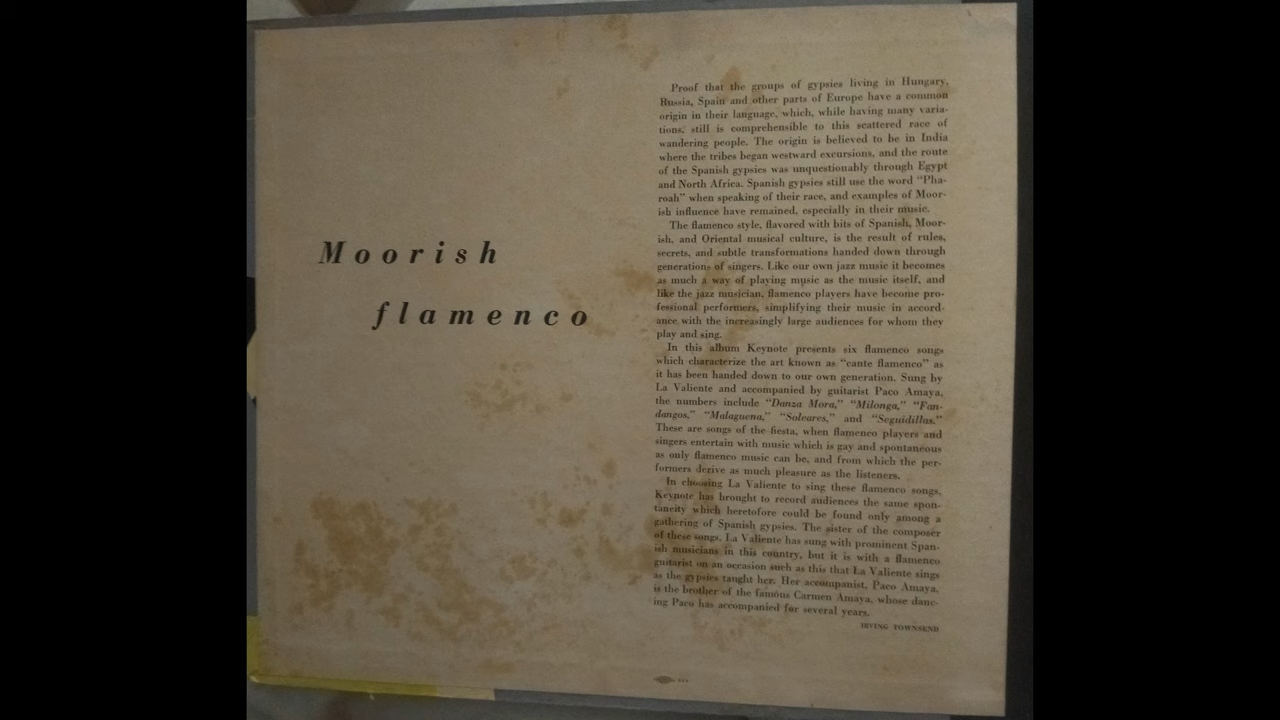 Moorish
flamenco
Proof that the groups of gypsies living in Hungary,
Russia, Spain and other parts of Europe have a common
origin in their language, which, while having many varia-
tions, still is comprehensible to this scattered race of
wandering people. The origin is believed to be in India
where the tribes began westward excursions, and the route
of the Spanish gypsies was unquestionably through Egypt
and North Africa. Spanish gypsies still use the word “Pha-
roah” when speaking of their race, and examples of Moor-
ish influence have remained, especially in their music.
The flamenco style, flavored with bits of Spanish, Moor-
ish, and Oriental musical culture, is the result of rules,
secrets, and subtle transformations handed down through
generations of singers. Like our own jazz music it becomes
as much a way of playing music as the music itself, and
like the jazz musician, flamenco players have become pro-
fessional performers, simplifying their music in accord-
ance with the increasingly large audiences for whom they
play and sing.
In this album Keynote presents six flamenco songs
which characterize the art known as “cante flamenco” as
it has been handed down to our own generation. Sung by
La Valiente and accompanied by guitarist Paco Amaya,
the numbers include “Danza Mora,” “Milonga,” “Fan-
dangos,” “Malaguena,” “Soleares,” and “Seguidillas.”
These are songs of the fiesta, when flamenco players and
singers entertain with music which is gay and spontaneous
as only flamenco music can be, and from which the per-
formers derive as much pleasure as the listeners.
In choosing La Valiente to sing these flamenco songs,
Keynote has brought to record audiences the same spon-
taneity which heretofore could be found only among a
gathering of Spanish gypsies. The sister of the composer
of these songs, La Valiente has sung with prominent Span-
ish musicians in this country, but it is with a flamenco
guitarist on an occasion such as this that La Valiente sings
as the gypsies taught her. Her accompanist, Paco Amaya,
is the brother of the famous Carmen Amaya, whose danc-
ing Paco has accompanied for several years.
IRVING TOWNSEND